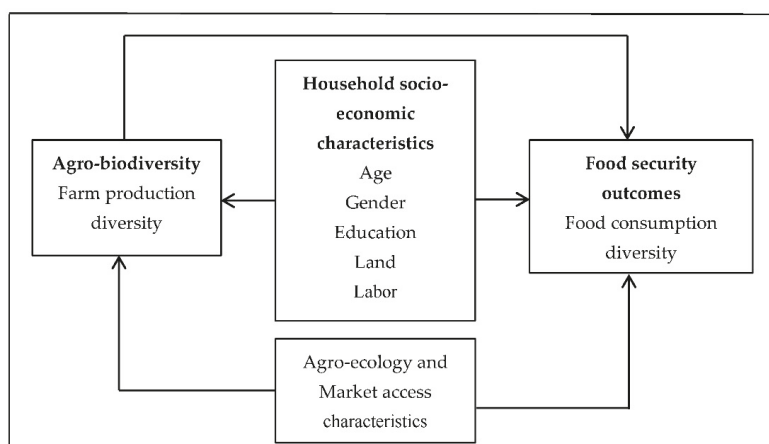 Agro-biodiversity
Farm production
diversity
Household socio-
economic
characteristics
Age
Gender
Education
Land
Labor
Food security
outcomes
Food consumption
diversity
Agro-ecology and
Market access
characteristics